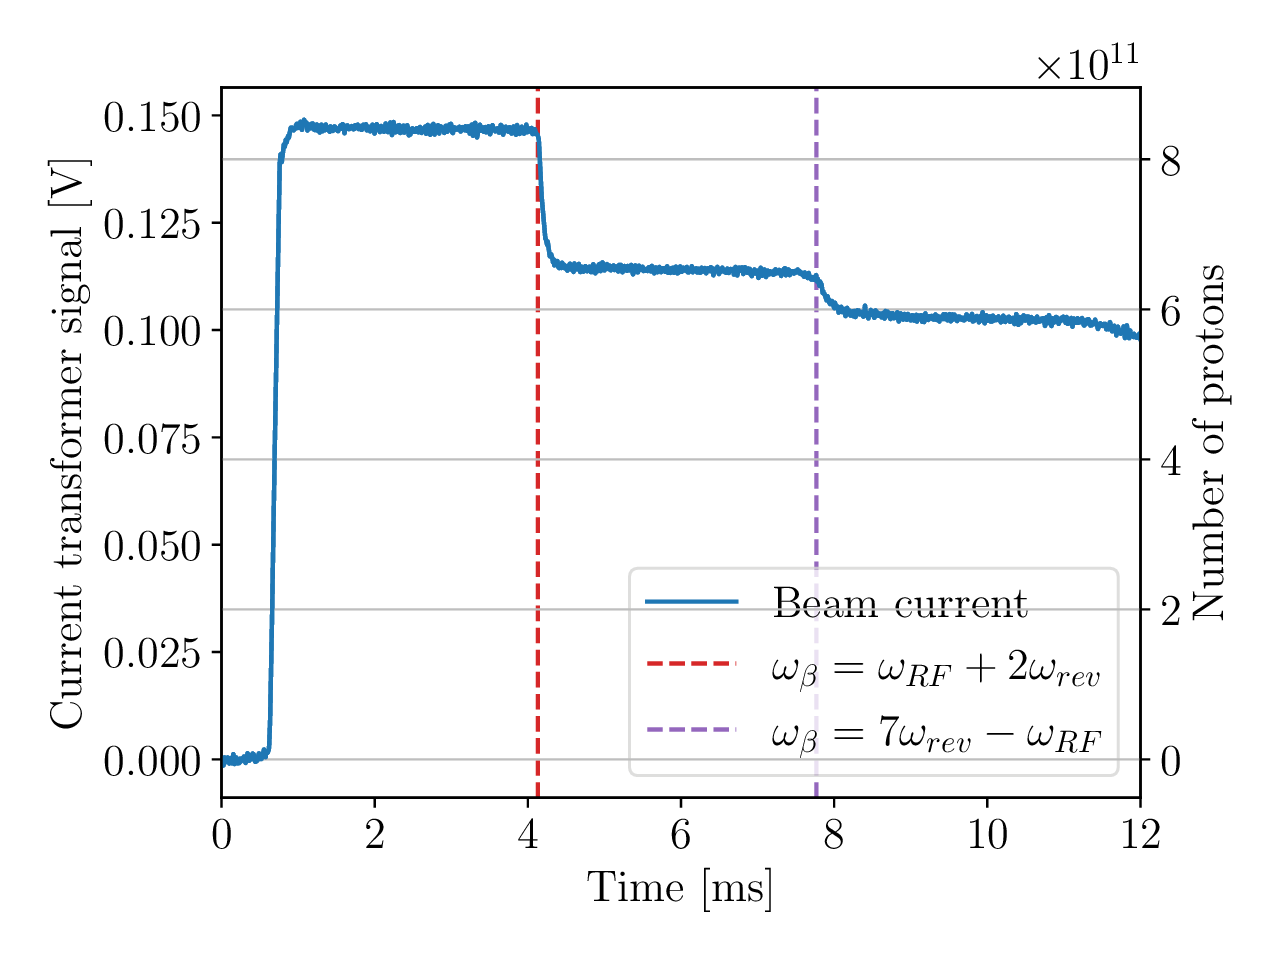 ×10¹¹
0.150
0.125
0.100
0.075
0.050
0.025
0.000
Current transformer signal [V]
8
6
4
2
0
Number of protons
Beam current
ω_β = ω_RF + 2ω_rev
ω_β = 7ω_rev − ω_RF
0 2 4 6 8 10 12
Time [ms]